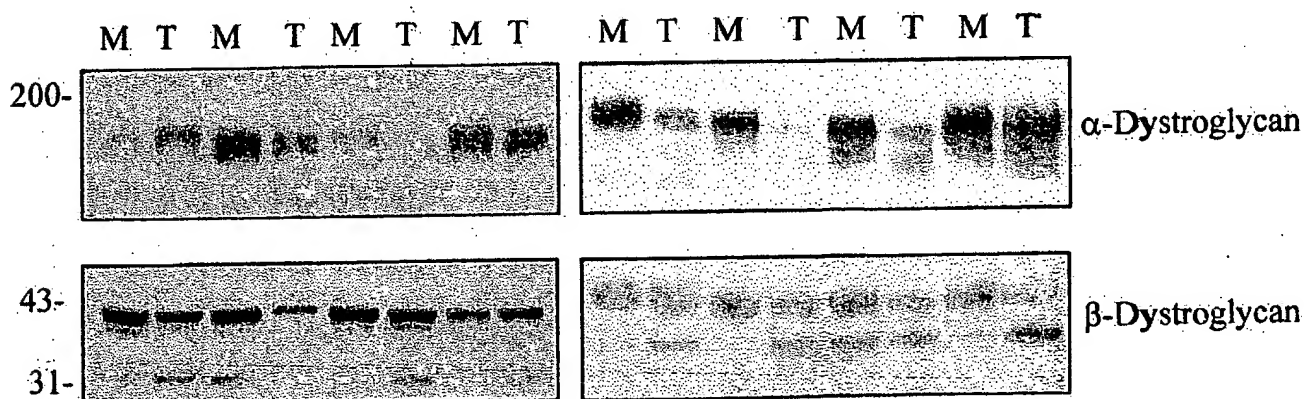 M T M T M T M T M T M T M T M T
200-
α-Dystroglycan
43-
β-Dystroglycan
31-